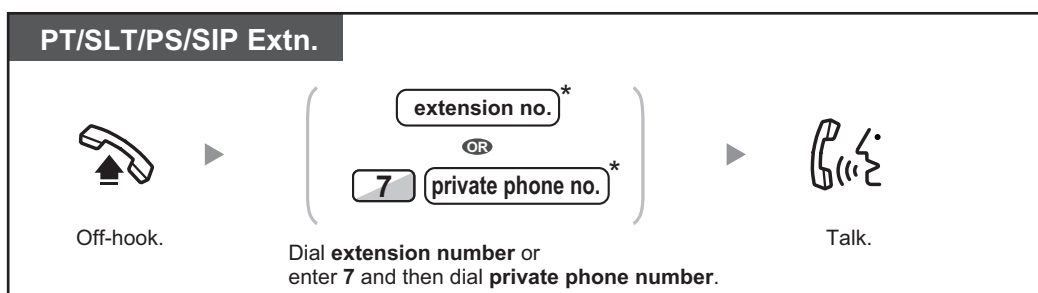 PT/SLT/PS/SIP Extn.
extension no.*
OR
7 private phone no.*
Off-hook.
Dial extension number or
enter 7 and then dial private phone number.
Talk.